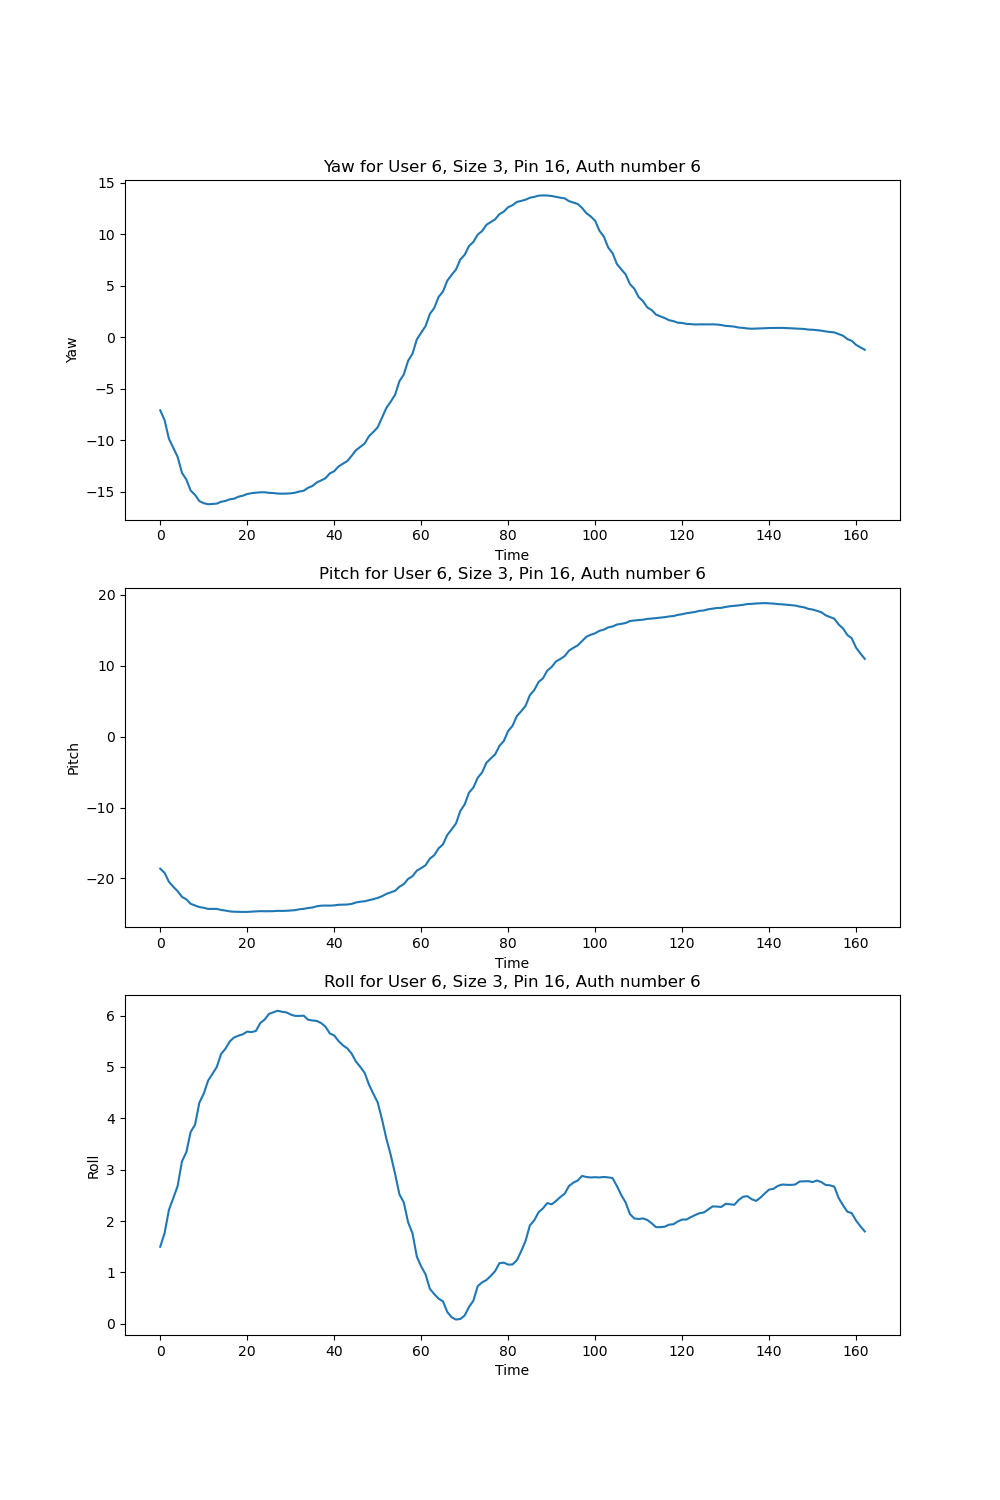 Yaw for User 6, Size 3, Pin 16, Auth number 6
15
10
5
0
−5
−10
−15
Yaw
0 20 40 60 80 100 120 140 160
Time
Pitch for User 6, Size 3, Pin 16, Auth number 6
20
10
0
−10
−20
Pitch
0 20 40 60 80 100 120 140 160
Time
Roll for User 6, Size 3, Pin 16, Auth number 6
6
5
4
3
2
1
0
Roll
0 20 40 60 80 100 120 140 160
Time